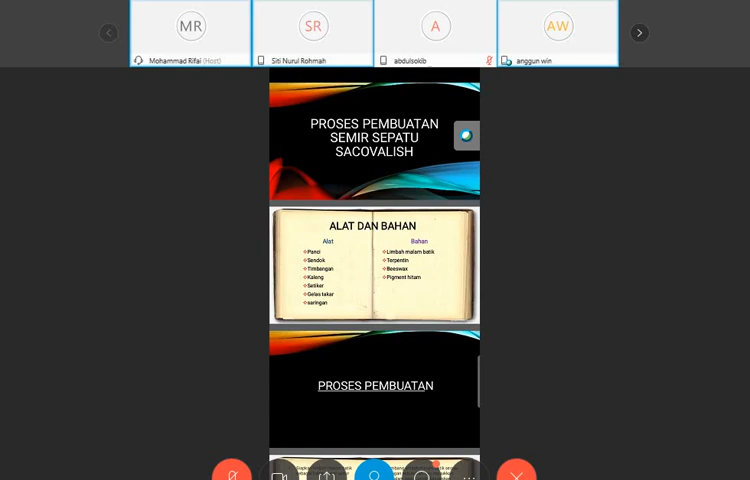 MR
SR
A
AW
Mohammad Rifai (Host)
Siti Nurul Rohmah
abdulsokib
anggun win
PROSES PEMBUATAN
SEMIR SEPATU
SACOVALISH
ALAT DAN BAHAN
Alat
Panci
Sendok
Timbangan
Kaleng
Setiker
Gelas takar
saringan
Bahan
Limbah malam batik
Terpentin
Beeswax
Pigment hitam
PROSES PEMBUATAN